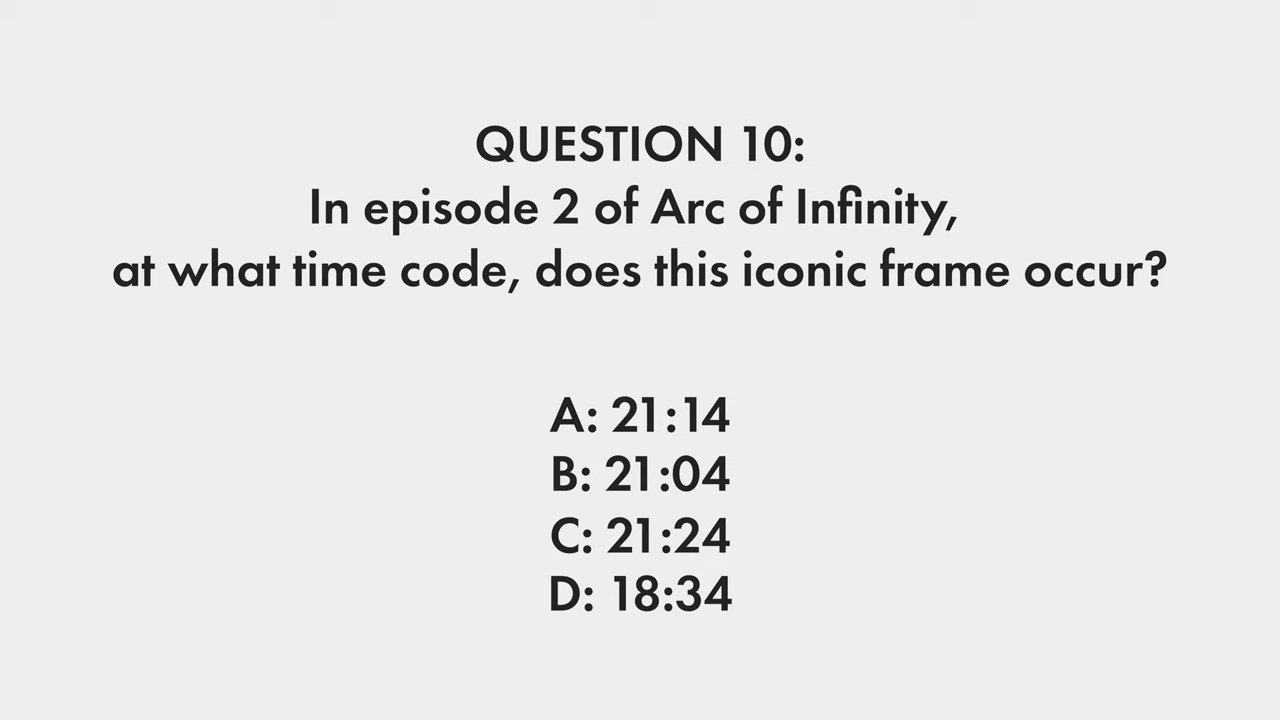 QUESTION 10:
In episode 2 of Arc of Infinity,
at what time code, does this iconic frame occur?
A: 21:14
B: 21:04
C: 21:24
D: 18:34